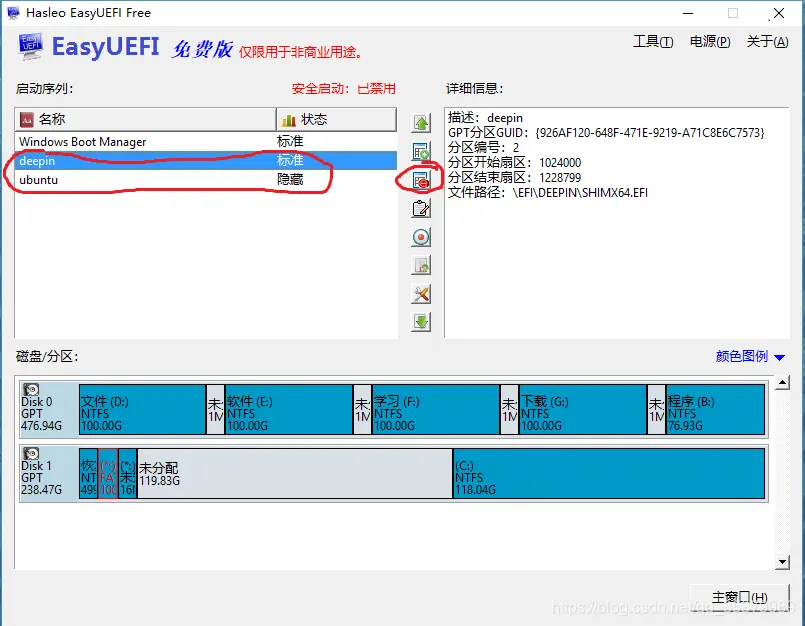 Hasleo EasyUEFI Free
EasyUEFI 免费版 仅限用于非商业用途。
工具(T) 电源(P) 关于(A)
启动序列:
安全启动: 已禁用
名称 状态
Windows Boot Manager 标准
deepin 标准
ubuntu 隐藏
详细信息:
描述: deepin
GPT分区GUID: {926AF120-648F-471E-9219-A71C8E6C7573}
分区编号: 2
分区开始扇区: 1024000
分区结束扇区: 1228799
文件路径: \EFI\DEEPIN\SHIMX64.EFI
磁盘/分区:
颜色图例
Disk 0
GPT
476.94G
文件 (D:)
NTFS
100.00G
未
1M
软件 (E:)
NTFS
100.00G
未
1M
学习 (F:)
NTFS
100.00G
未
1M
下载 (G:)
NTFS
100.00G
未
1M
程序 (B:)
NTFS
76.93G
Disk 1
GPT
238.47G
恢
NT
499
(*:)
FA
100
(*:)
未
16M
未分配
119.83G
(C:)
NTFS
118.04G
主窗口(H)